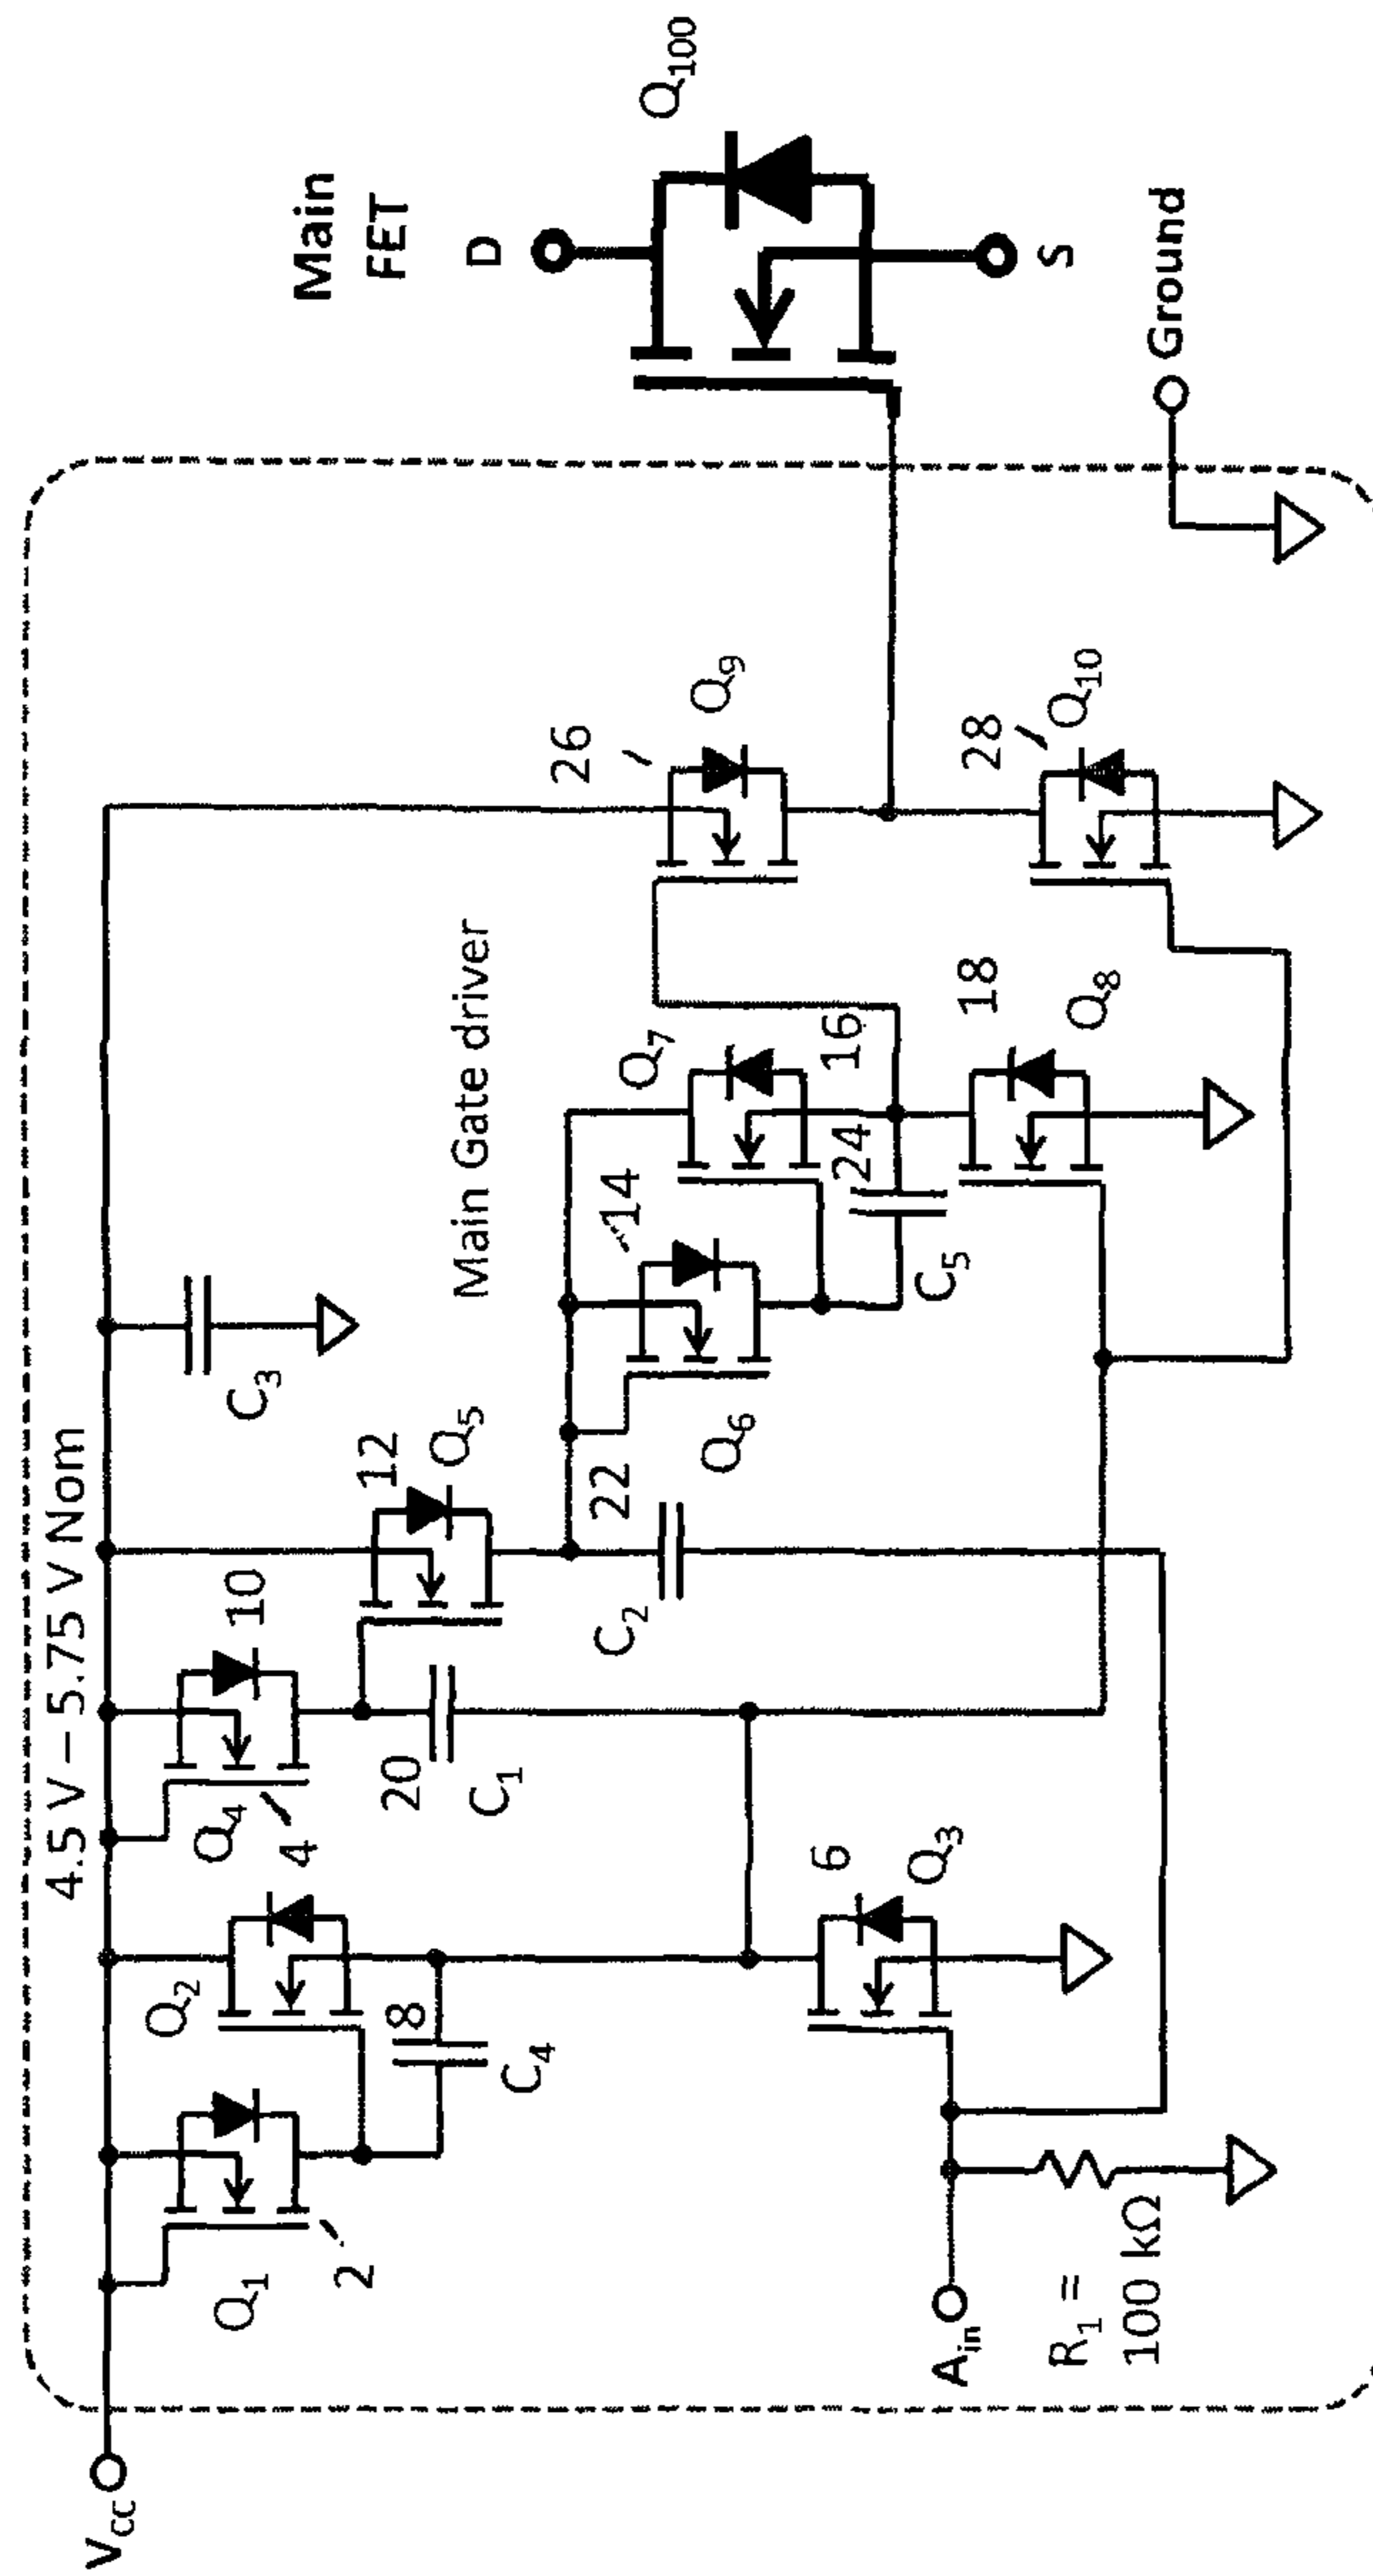 VCC
4.5 V – 5.75 V Nom
Q1
2
Q2
Q4
4
10
8
C4
20
C1
12
Q5
C3
Main Gate driver
22
C2
Q6
14
Q7
16
24
C5
18
Q8
26
Q9
28
Q10
6
Q3
Ain
R1 =
100 kΩ
Main
FET
D
Q100
S
Ground